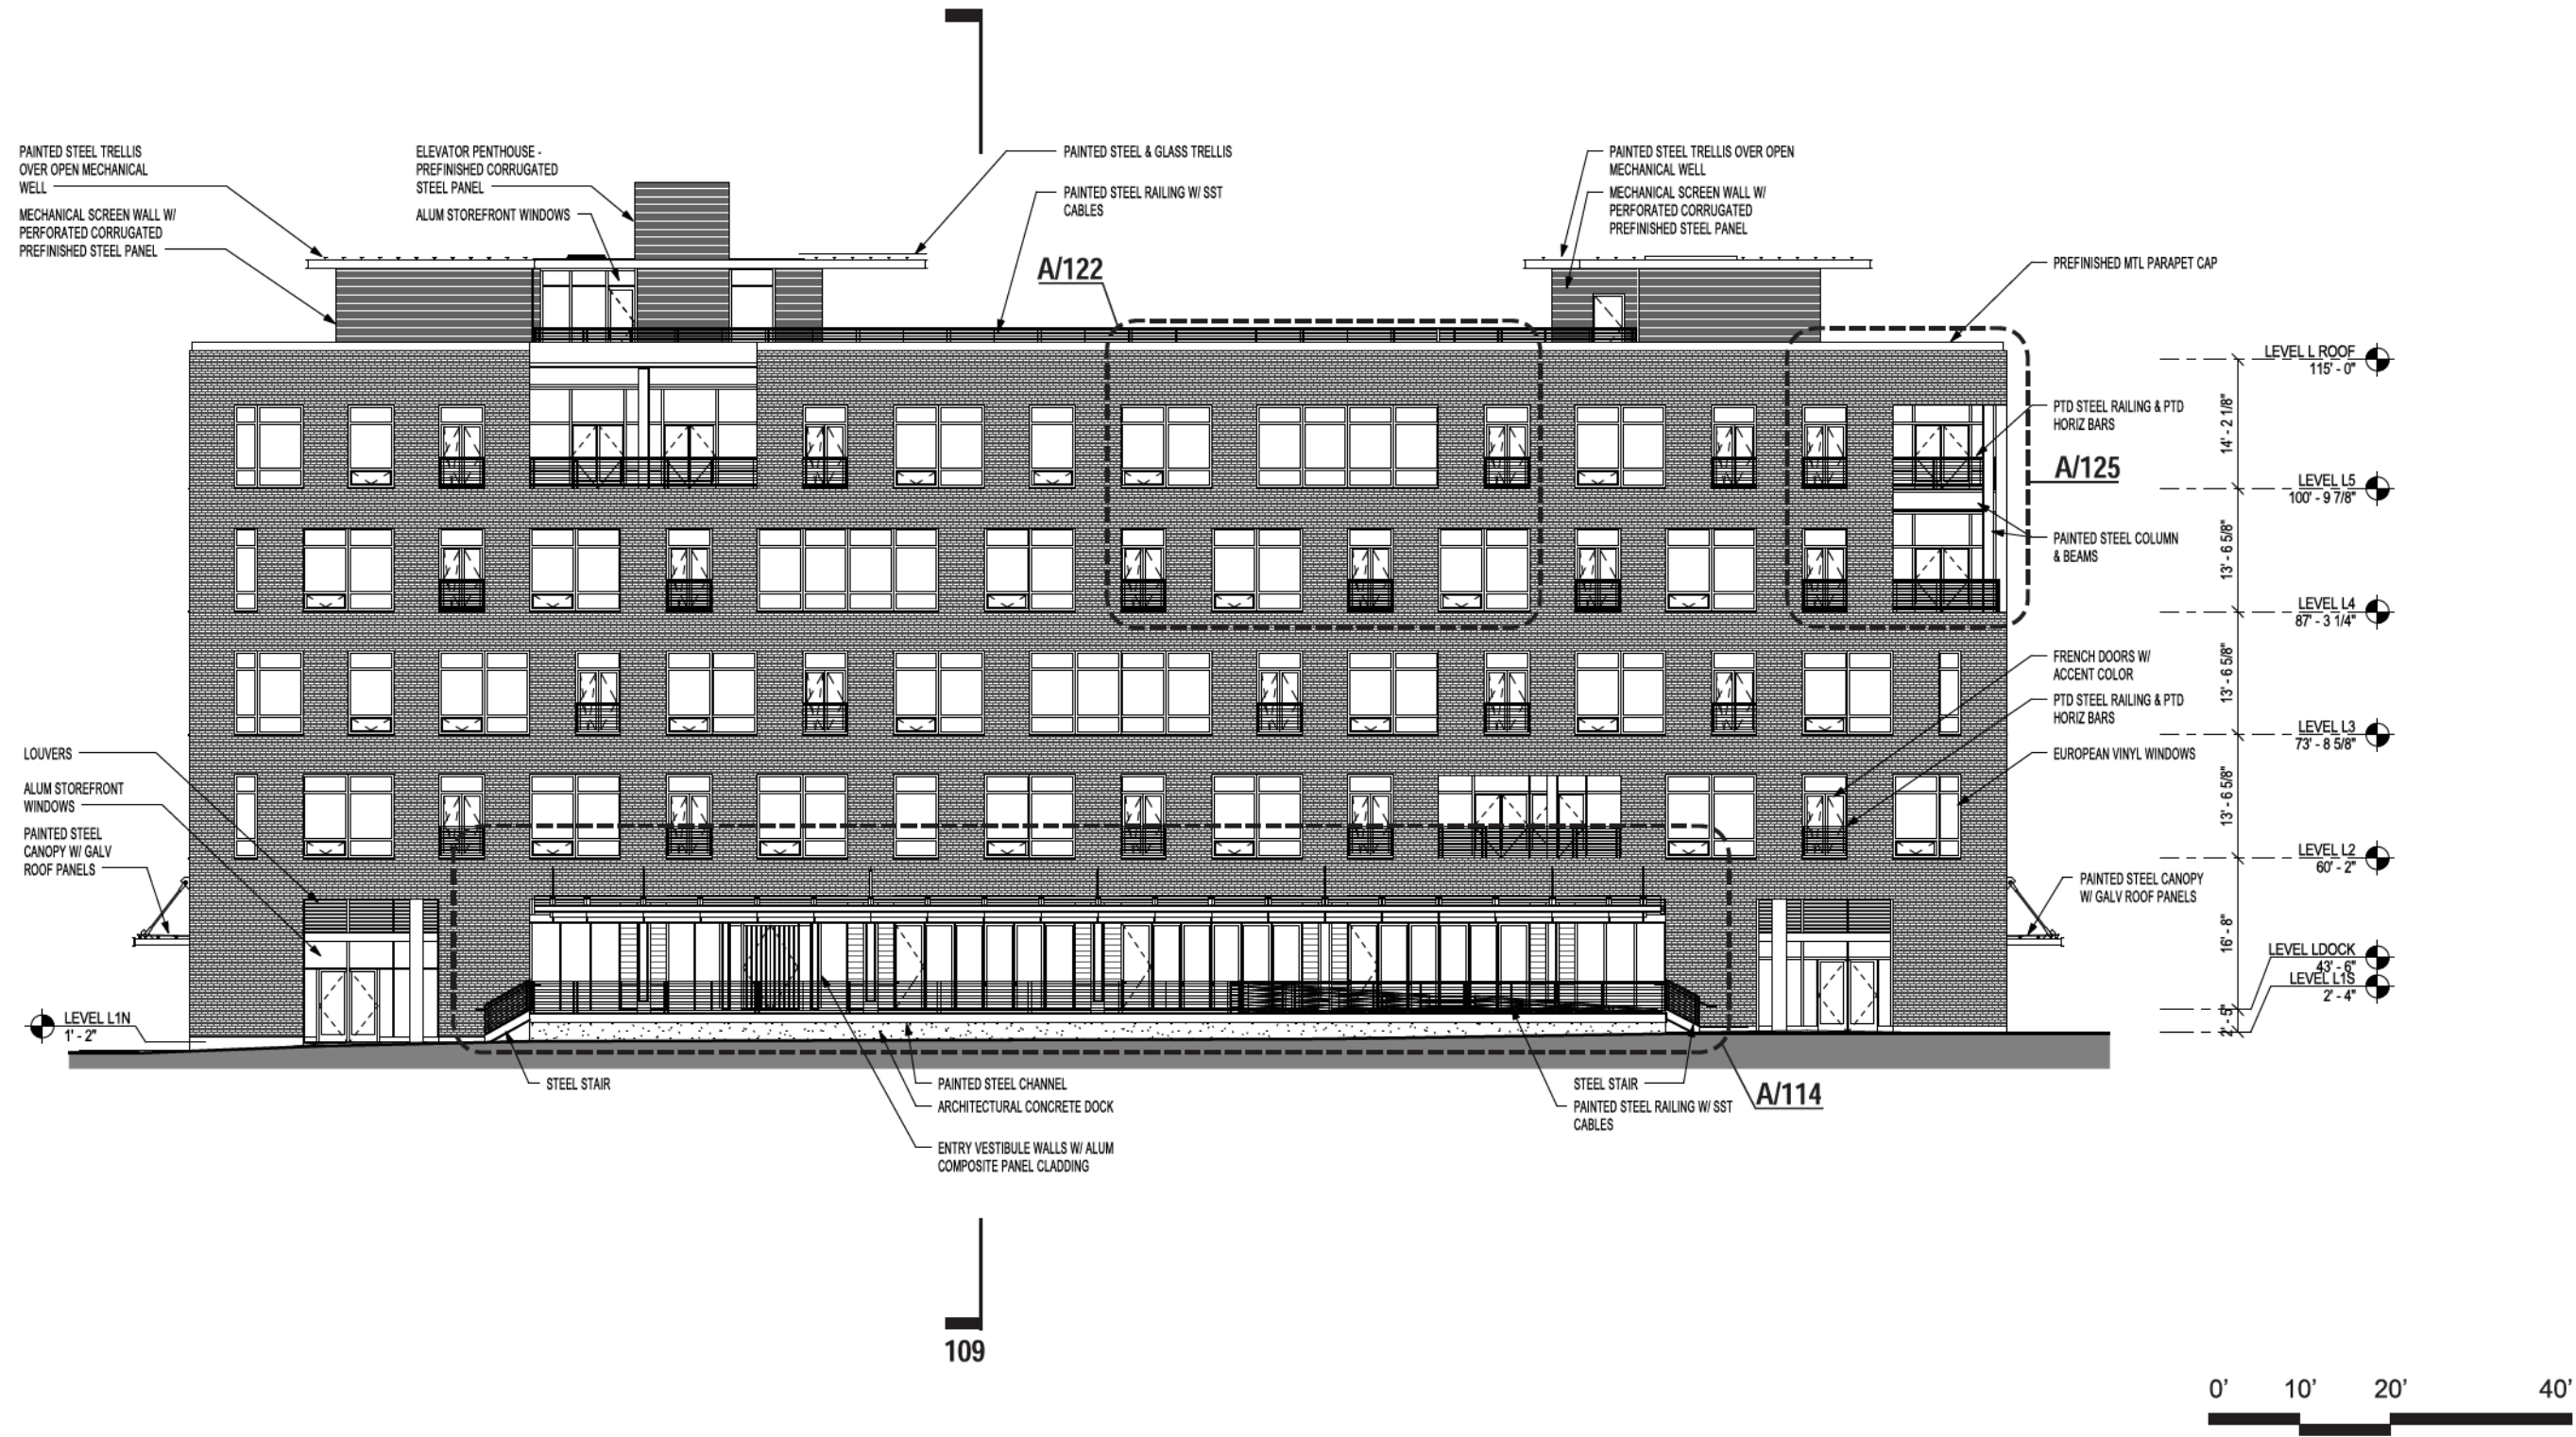 PAINTED STEEL TRELLIS
OVER OPEN MECHANICAL
WELL
MECHANICAL SCREEN WALL W/
PERFORATED CORRUGATED
PREFINISHED STEEL PANEL
ELEVATOR PENTHOUSE -
PREFINISHED CORRUGATED
STEEL PANEL
ALUM STOREFRONT WINDOWS
PAINTED STEEL & GLASS TRELLIS
PAINTED STEEL RAILING W/ SST
CABLES
A/122
PAINTED STEEL TRELLIS OVER OPEN
MECHANICAL WELL
MECHANICAL SCREEN WALL W/
PERFORATED CORRUGATED
PREFINISHED STEEL PANEL
PREFINISHED MTL PARAPET CAP
LEVEL L ROOF
115' - 0"
14' - 2 1/8"
PTD STEEL RAILING & PTD
HORIZ BARS
A/125
LEVEL L5
100' - 9 7/8"
13' - 6 5/8"
PAINTED STEEL COLUMN
& BEAMS
LEVEL L4
87' - 3 1/4"
13' - 6 5/8"
FRENCH DOORS W/
ACCENT COLOR
PTD STEEL RAILING & PTD
HORIZ BARS
LEVEL L3
73' - 8 5/8"
EUROPEAN VINYL WINDOWS
13' - 6 5/8"
LEVEL L2
60' - 2"
PAINTED STEEL CANOPY
W/ GALV ROOF PANELS
16' - 8"
LEVEL LDOCK
43' - 6"
LEVEL L1S
2' - 4"
2' - 5"
LOUVERS
ALUM STOREFRONT
WINDOWS
PAINTED STEEL
CANOPY W/ GALV
ROOF PANELS
LEVEL L1N
1' - 2"
STEEL STAIR
PAINTED STEEL CHANNEL
ARCHITECTURAL CONCRETE DOCK
ENTRY VESTIBULE WALLS W/ ALUM
COMPOSITE PANEL CLADDING
STEEL STAIR
PAINTED STEEL RAILING W/ SST
CABLES
A/114
109
0' 10' 20' 40'